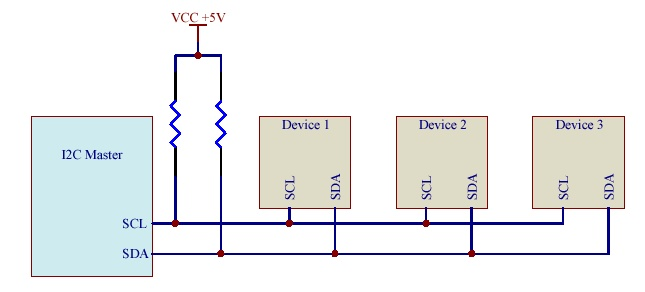 VCC +5V
Device 1
Device 2
Device 3
I2C Master
SCL
SDA
SCL
SDA
SCL
SDA
SCL
SDA